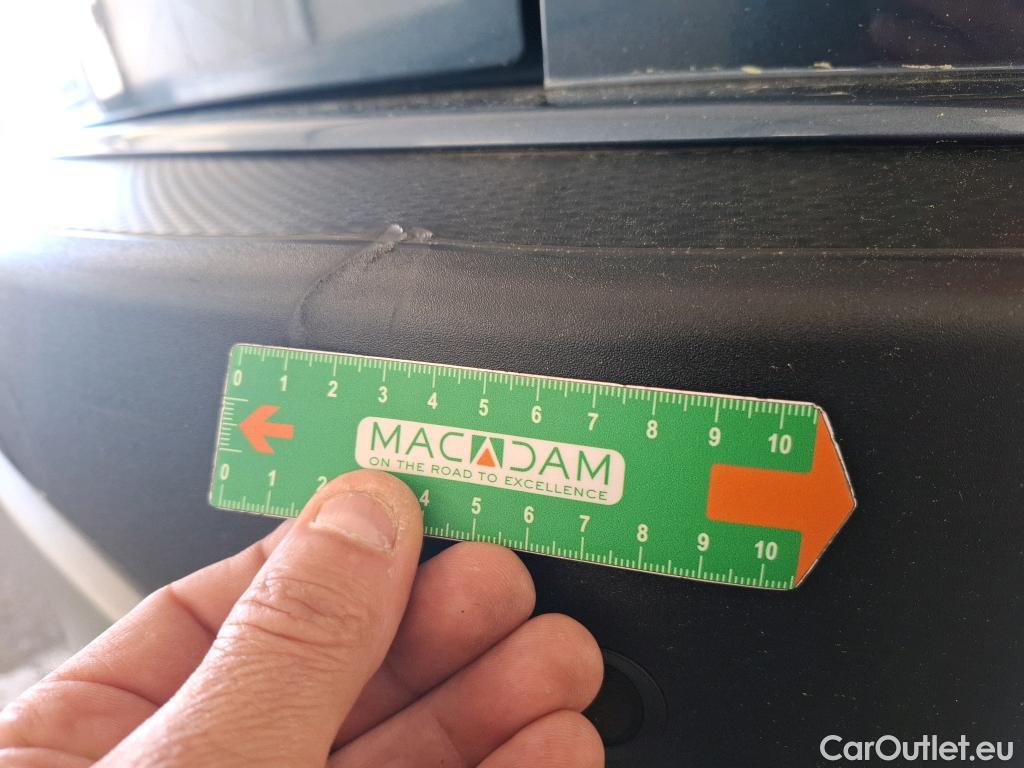 0 1 2 3 4 5 6 7 8 9 10
MACADAM
ON THE ROAD TO EXCELLENCE
0 1 2 4 5 6 7 8 9 10
CarOutlet.eu